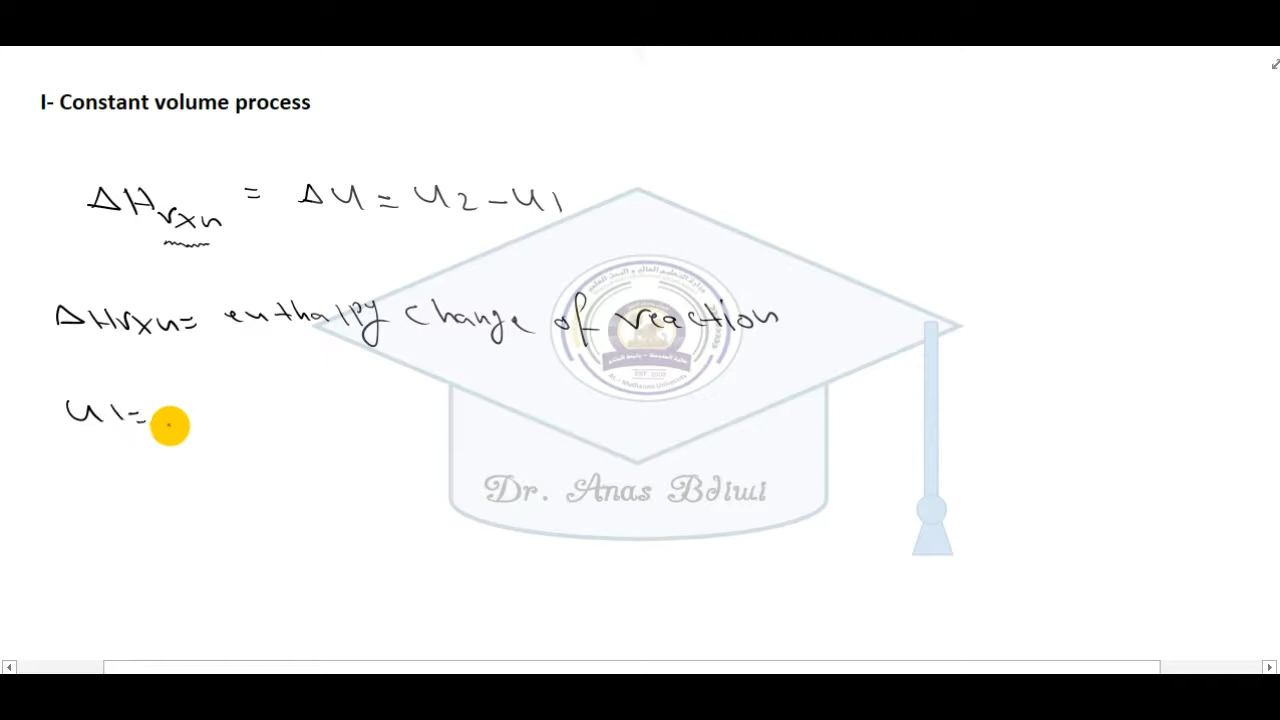 I- Constant volume process
ΔHrxn = ΔU = U2 - U1
ΔHrxn= enthalpy change of reaction
U1=
Dr. Anas Bdiwi